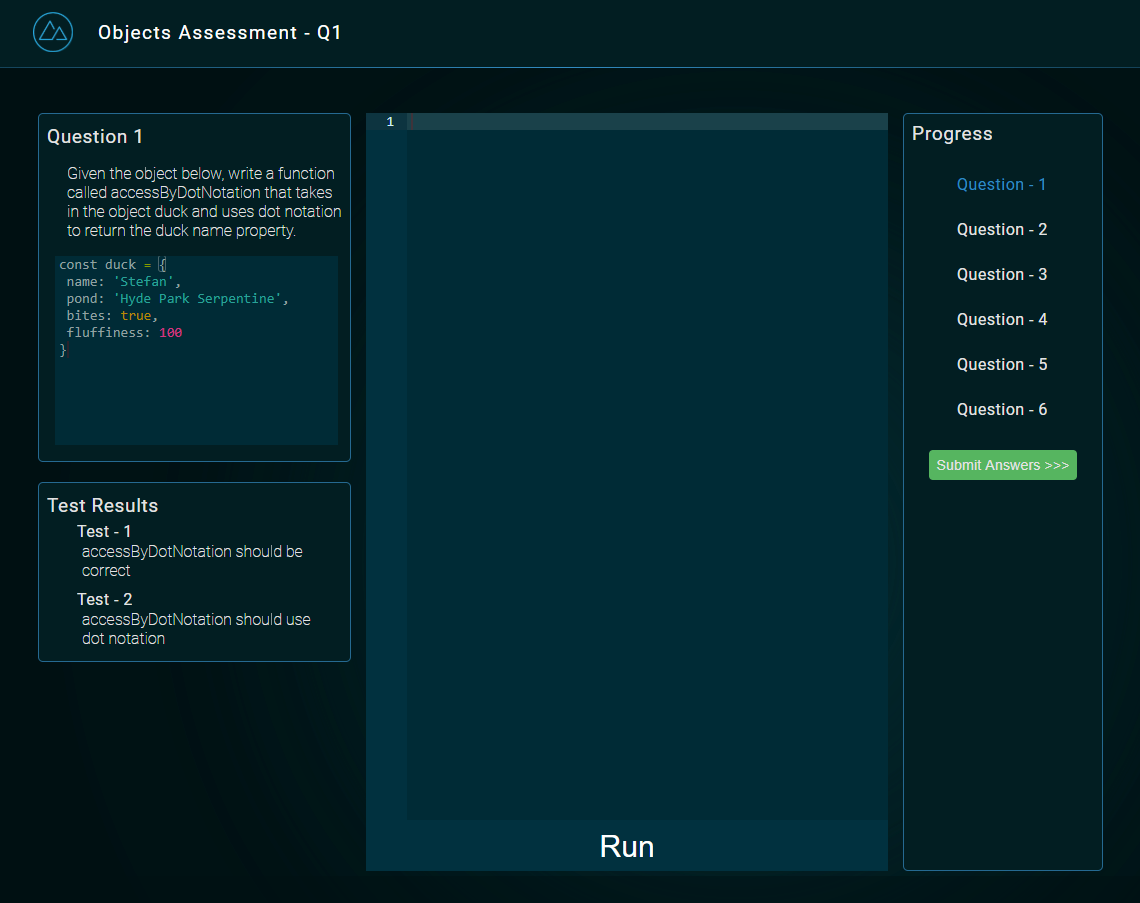 Objects Assessment - Q1
Question 1
Given the object below, write a function
called accessByDotNotation that takes
in the object duck and uses dot notation
to return the duck name property.
const duck = {
name: 'Stefan',
pond: 'Hyde Park Serpentine',
bites: true,
fluffiness: 100
}
Test Results
Test - 1
accessByDotNotation should be
correct
Test - 2
accessByDotNotation should use
dot notation
1
Run
Progress
Question - 1
Question - 2
Question - 3
Question - 4
Question - 5
Question - 6
Submit Answers >>>